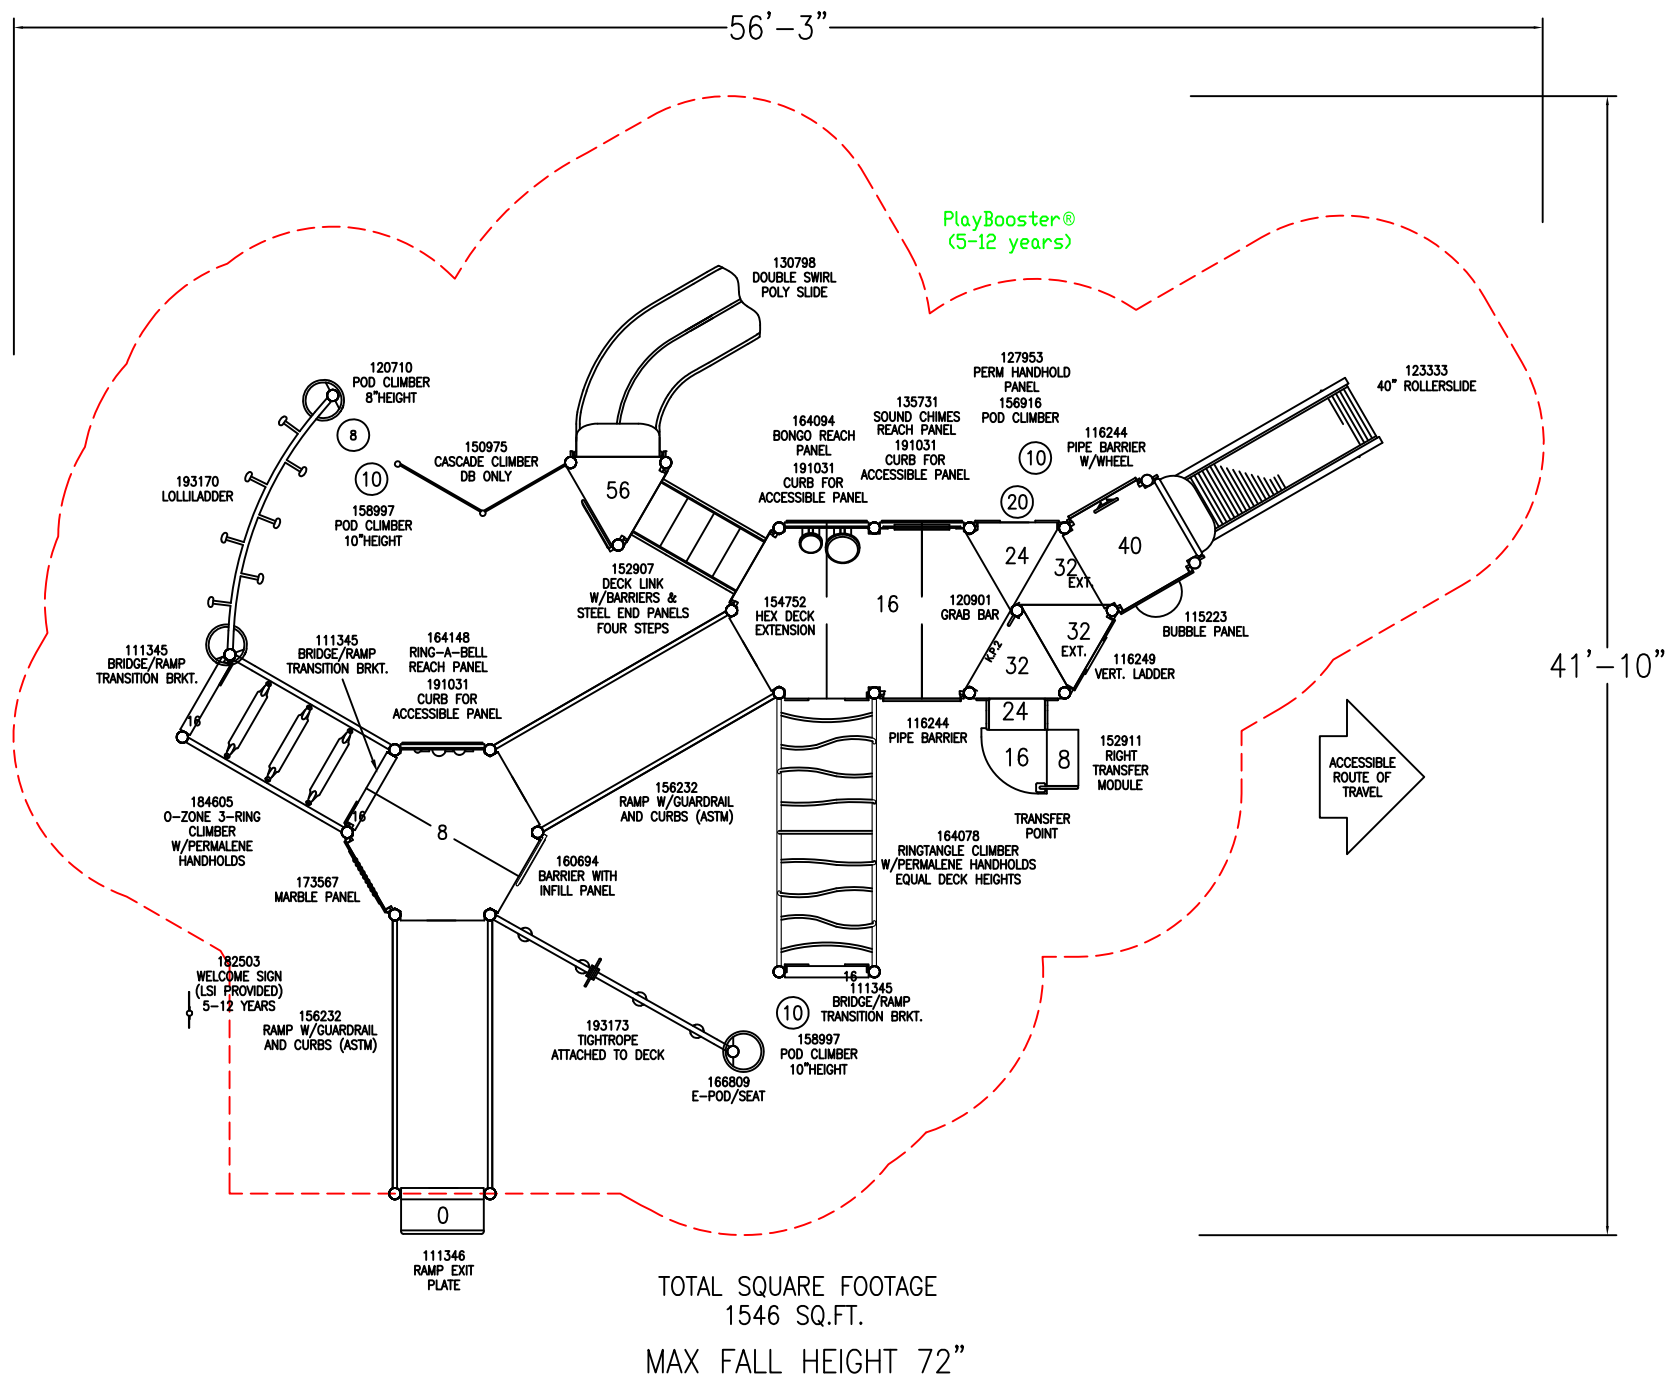 56'-3"
PlayBooster®
(5-12 years)
130798
DOUBLE SWIRL
POLY SLIDE
120710
POD CLIMBER
8"HEIGHT
8
127953
PERM HANDHOLD
PANEL
156916
POD CLIMBER
123333
40" ROLLERSLIDE
135731
SOUND CHIMES
REACH PANEL
191031
CURB FOR
ACCESSIBLE PANEL
164094
BONGO REACH
PANEL
191031
CURB FOR
ACCESSIBLE PANEL
116244
PIPE BARRIER
W/WHEEL
10
20
150975
CASCADE CLIMBER
DB ONLY
193170
LOLLILADDER
10
158997
POD CLIMBER
10"HEIGHT
56
152907
DECK LINK
W/BARRIERS &
STEEL END PANELS
FOUR STEPS
154752
HEX DECK
EXTENSION
16
120901
GRAB BAR
24
32
EXT.
40
32
EXT.
32
K.P.2
115223
BUBBLE PANEL
116249
VERT. LADDER
41'-10"
111345
BRIDGE/RAMP
TRANSITION BRKT.
111345
BRIDGE/RAMP
TRANSITION BRKT.
164148
RING-A-BELL
REACH PANEL
191031
CURB FOR
ACCESSIBLE PANEL
16
116244
PIPE BARRIER
24
16
8
152911
RIGHT
TRANSFER
MODULE
ACCESSIBLE
ROUTE OF
TRAVEL
TRANSFER
POINT
184605
O-ZONE 3-RING
CLIMBER
W/PERMALENE
HANDHOLDS
16
8
156232
RAMP W/GUARDRAIL
AND CURBS (ASTM)
164078
RINGTANGLE CLIMBER
W/PERMALENE HANDHOLDS
EQUAL DECK HEIGHTS
173567
MARBLE PANEL
160694
BARRIER WITH
INFILL PANEL
182503
WELCOME SIGN
(LSI PROVIDED)
5-12 YEARS
156232
RAMP W/GUARDRAIL
AND CURBS (ASTM)
16
111345
BRIDGE/RAMP
TRANSITION BRKT.
10
158997
POD CLIMBER
10"HEIGHT
193173
TIGHTROPE
ATTACHED TO DECK
166809
E-POD/SEAT
0
111346
RAMP EXIT
PLATE
TOTAL SQUARE FOOTAGE
1546 SQ.FT.
MAX FALL HEIGHT 72"